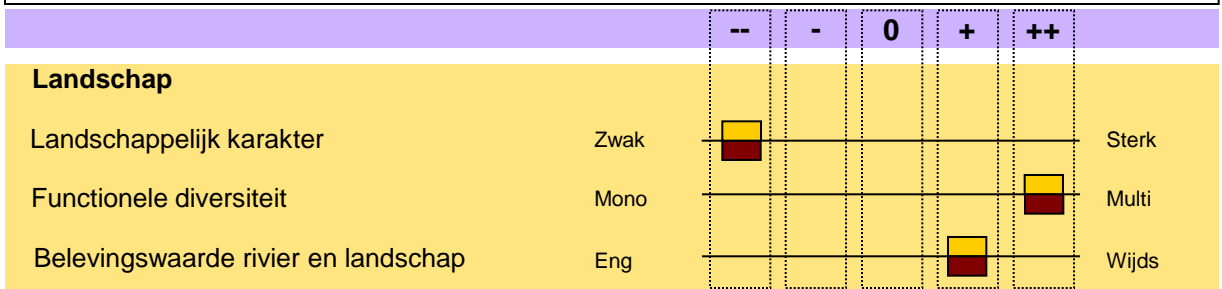 -- - 0 + ++
Landschap
Landschappelijk karakter Zwak Sterk
Functionele diversiteit Mono Multi
Belevingswaarde rivier en landschap Eng Wijds